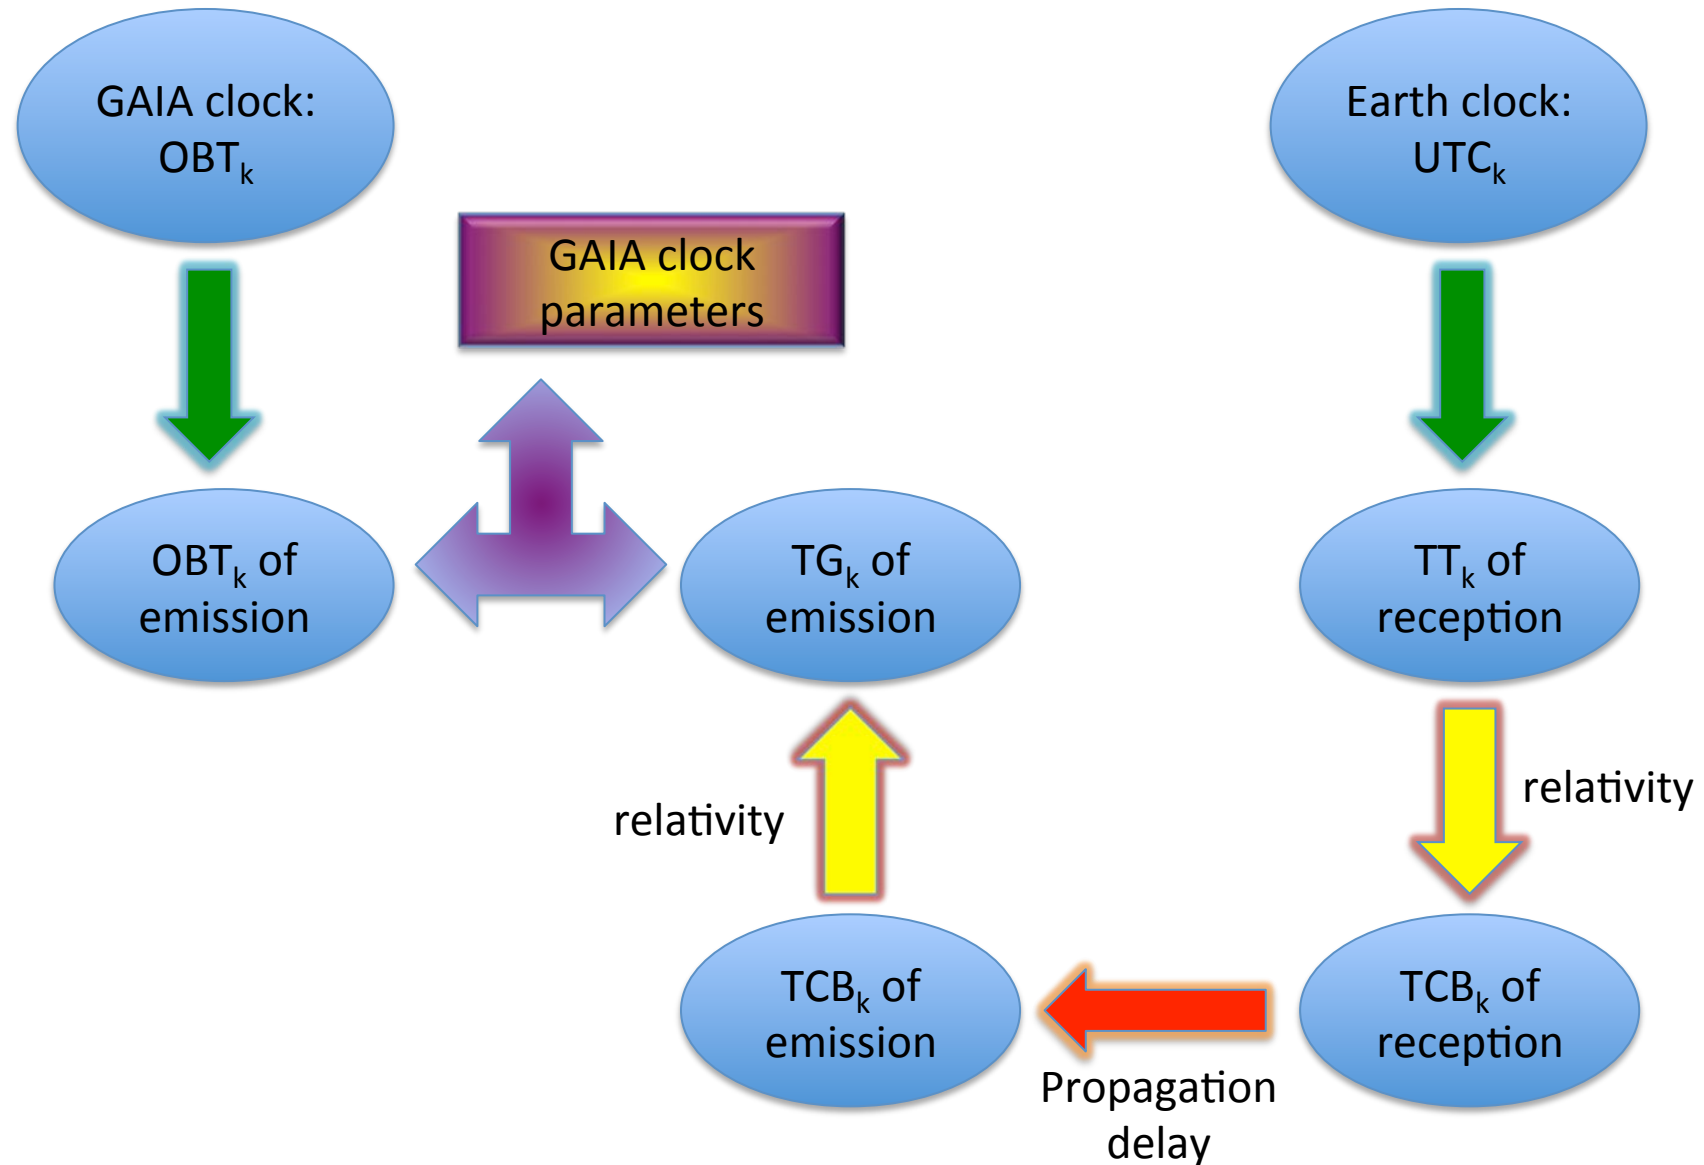 GAIA clock:
OBTk
Earth clock:
UTCk
GAIA clock
parameters
OBTk of
emission
TGk of
emission
TTk of
reception
relativity
relativity
TCBk of
emission
TCBk of
reception
Propagation
delay